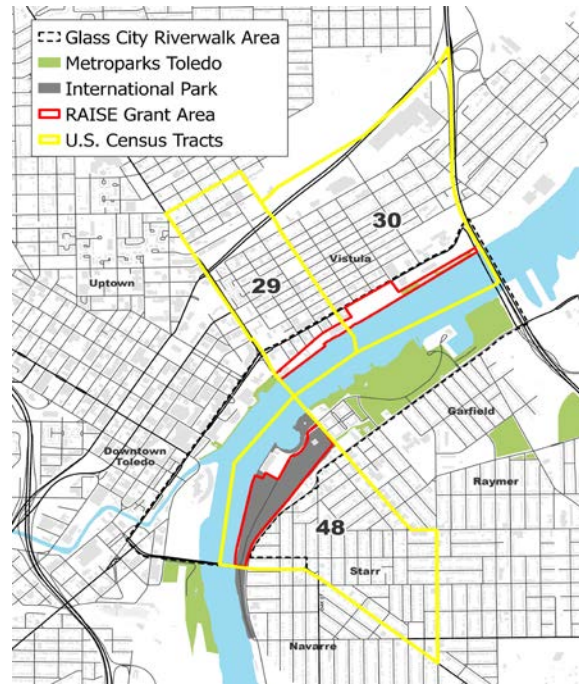 Glass City Riverwalk Area
Metroparks Toledo
International Park
RAISE Grant Area
U.S. Census Tracts
30
Vistula
29
Uptown
Garfield
Downtown
Toledo
Raymer
48
Starr
Navarre